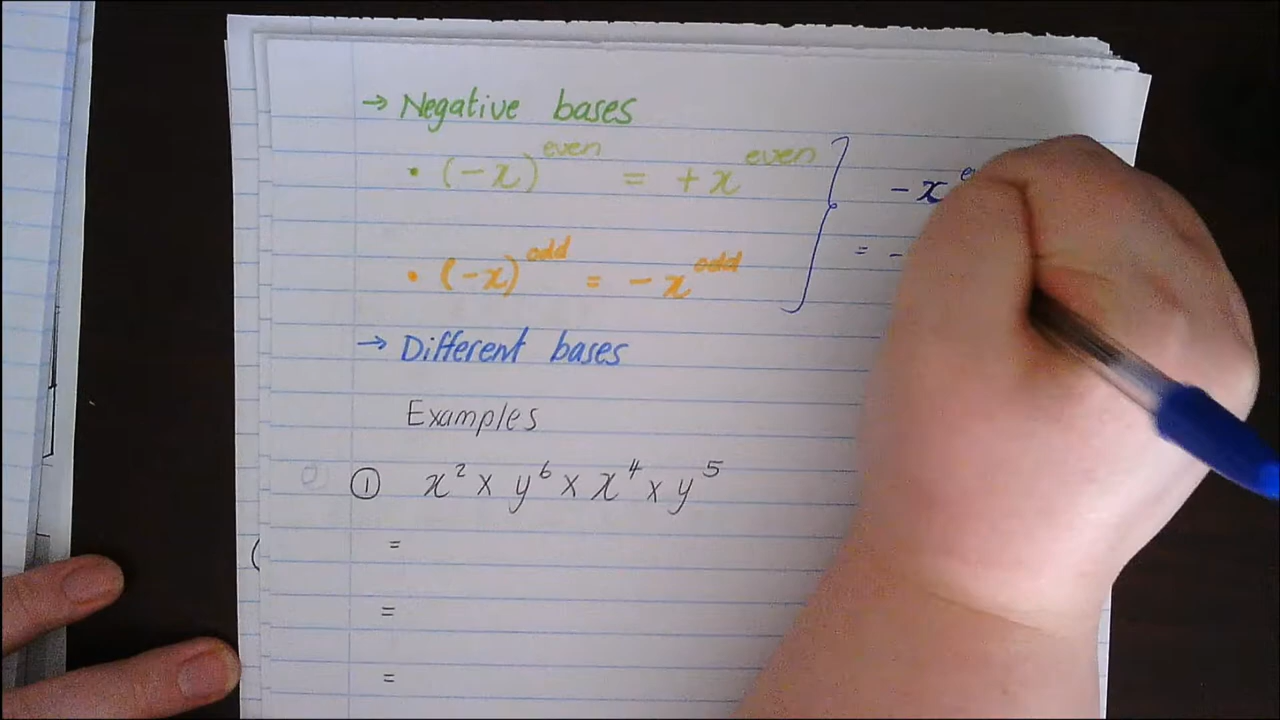 → Negative bases
• (-x)^even = +x^even
-x
= -
• (-x)^odd = -x^odd
→ Different bases
Examples
① x² × y⁶ × x⁴ × y⁵
=
=
=